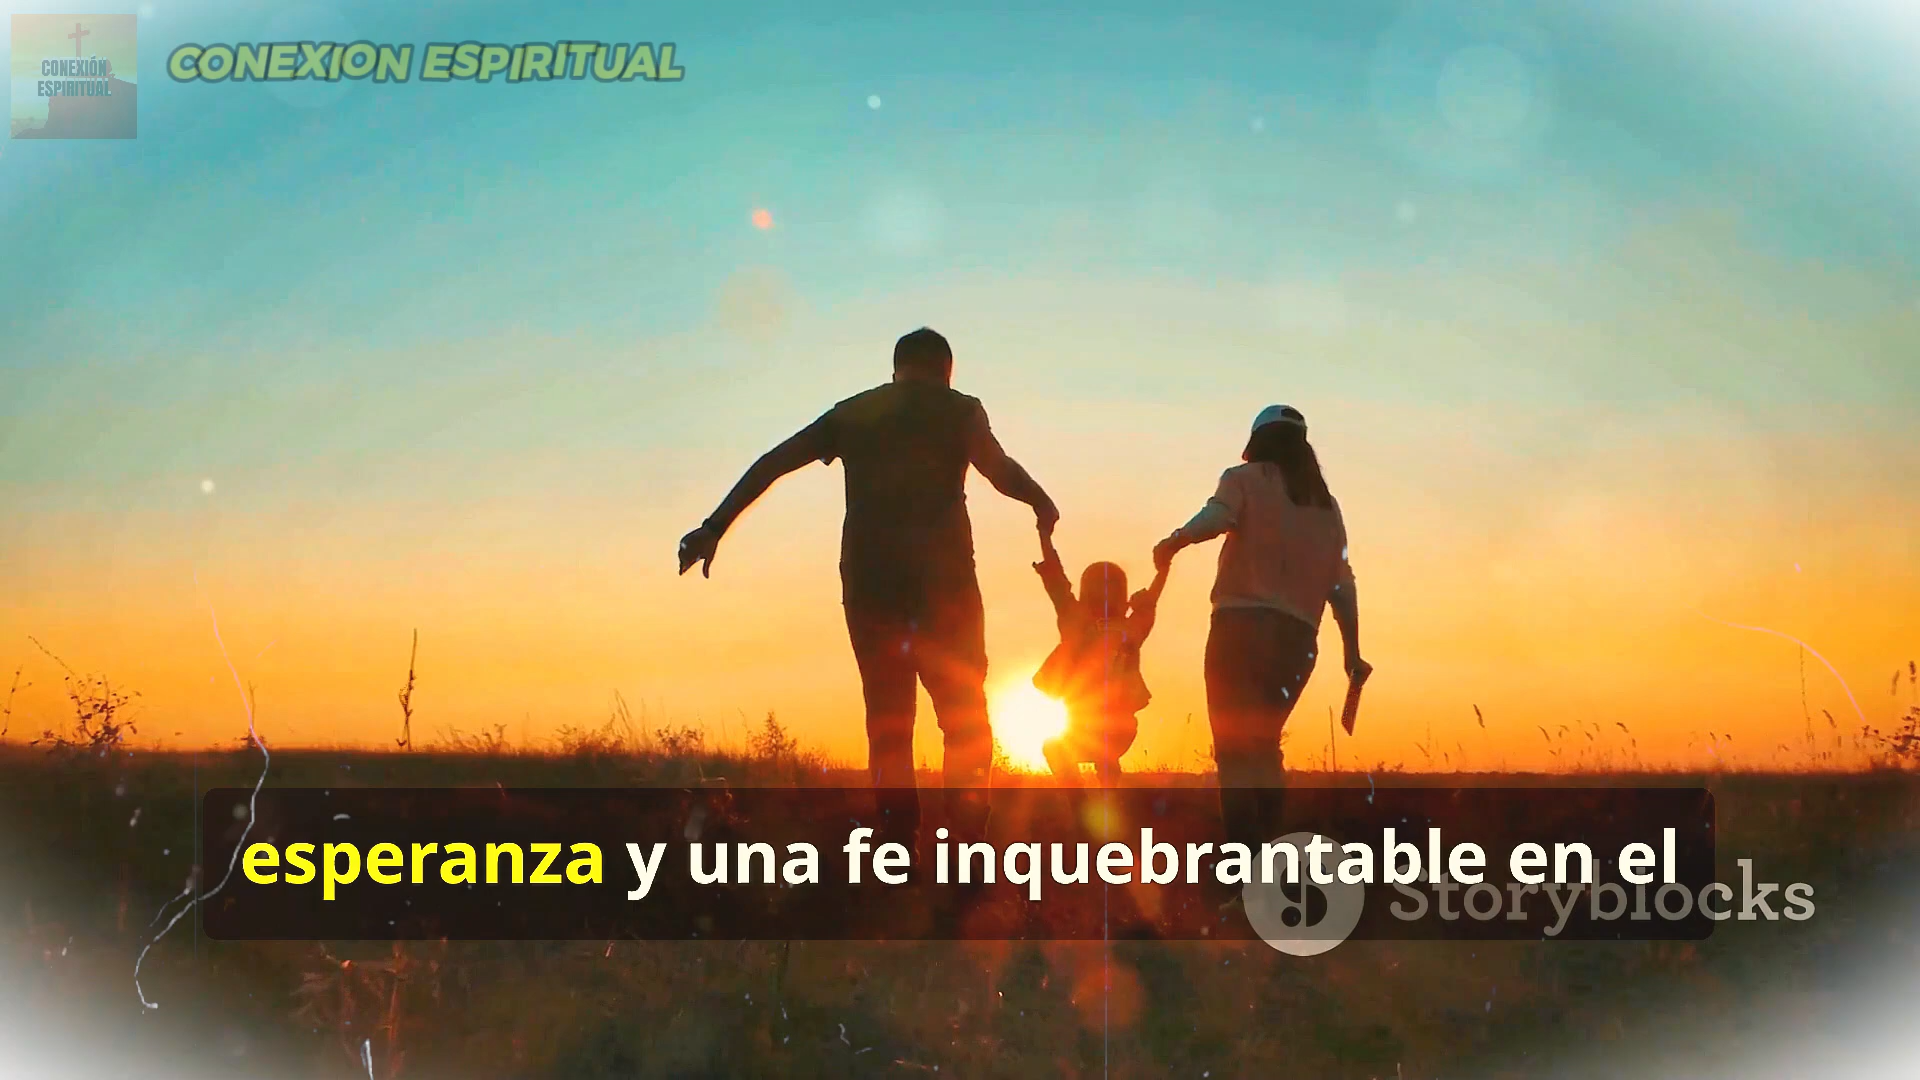 CONEXIÓN
ESPIRITUAL
CONEXION ESPIRITUAL
esperanza y una fe inquebrantable en el
Storyblocks